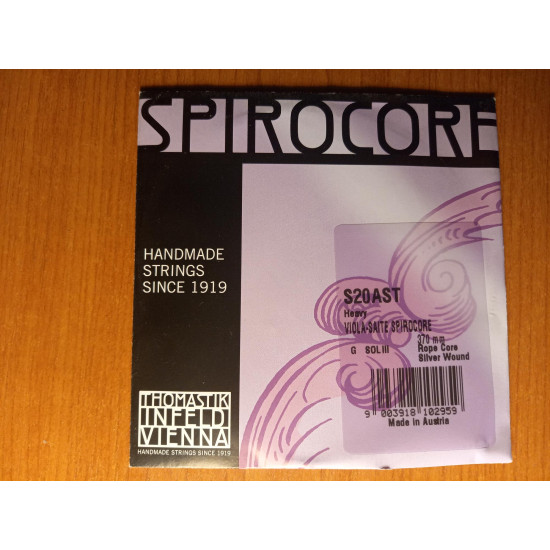 SPIROCORE
HANDMADE
STRINGS
SINCE 1919
S20AST
Heavy
VIOLA-SAITE SPIROCORE
370 mm
G SOL III Rope Core
Silver Wound
9 003918 102959
Made in Austria
THOMASTIK
INFELD
VIENNA
HANDMADE STRINGS SINCE 1919